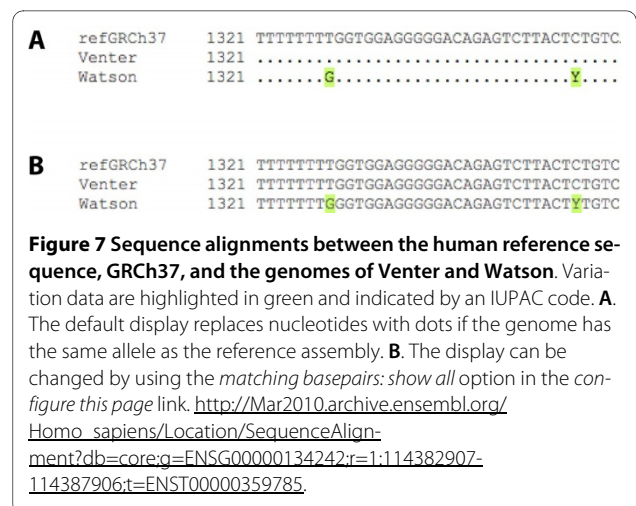 A refGRCh37 1321 TTTTTTTTGGTGGAGGGGGACAGAGTCTTACTCTGTC
Venter 1321 .....................................
Watson 1321 .......G........................Y....
B refGRCh37 1321 TTTTTTTTGGTGGAGGGGGACAGAGTCTTACTCTGTC
Venter 1321 TTTTTTTTGGTGGAGGGGGACAGAGTCTTACTCTGTC
Watson 1321 TTTTTTTGGGTGGAGGGGGACAGAGTCTTACTYTGTC
Figure 7 Sequence alignments between the human reference se-
quence, GRCh37, and the genomes of Venter and Watson. Varia-
tion data are highlighted in green and indicated by an IUPAC code. A.
The default display replaces nucleotides with dots if the genome has
the same allele as the reference assembly. B. The display can be
changed by using the matching basepairs: show all option in the con-
figure this page link. http://Mar2010.archive.ensembl.org/
Homo_sapiens/Location/SequenceAlign-
ment?db=core;g=ENSG00000134242;r=1:114382907-
114387906;t=ENST00000359785.